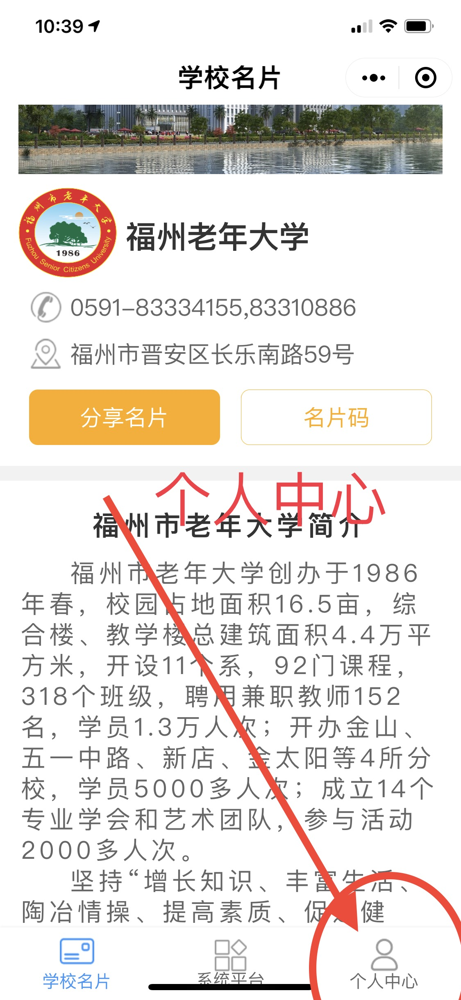 10:39
学校名片
福州市老年大学
1986
Fuzhou Senior Citizens University
福州老年大学
0591-83334155,83310886
福州市晋安区长乐南路59号
分享名片
名片码
个人中心
福州市老年大学简介
福州市老年大学创办于1986
年春，校园占地面积16.5亩，综
合楼、教学楼总建筑面积4.4万平
方米，开设11个系，92门课程，
318个班级，聘用兼职教师152
名，学员1.3万人次；开办金山、
五一中路、新店、金太阳等4所分
校，学员5000多人次；成立14个
专业学会和艺术团队，参与活动
2000多人次。
坚持“增长知识、丰富生活、
陶冶情操、提高素质、促进健
学校名片
系统平台
个人中心